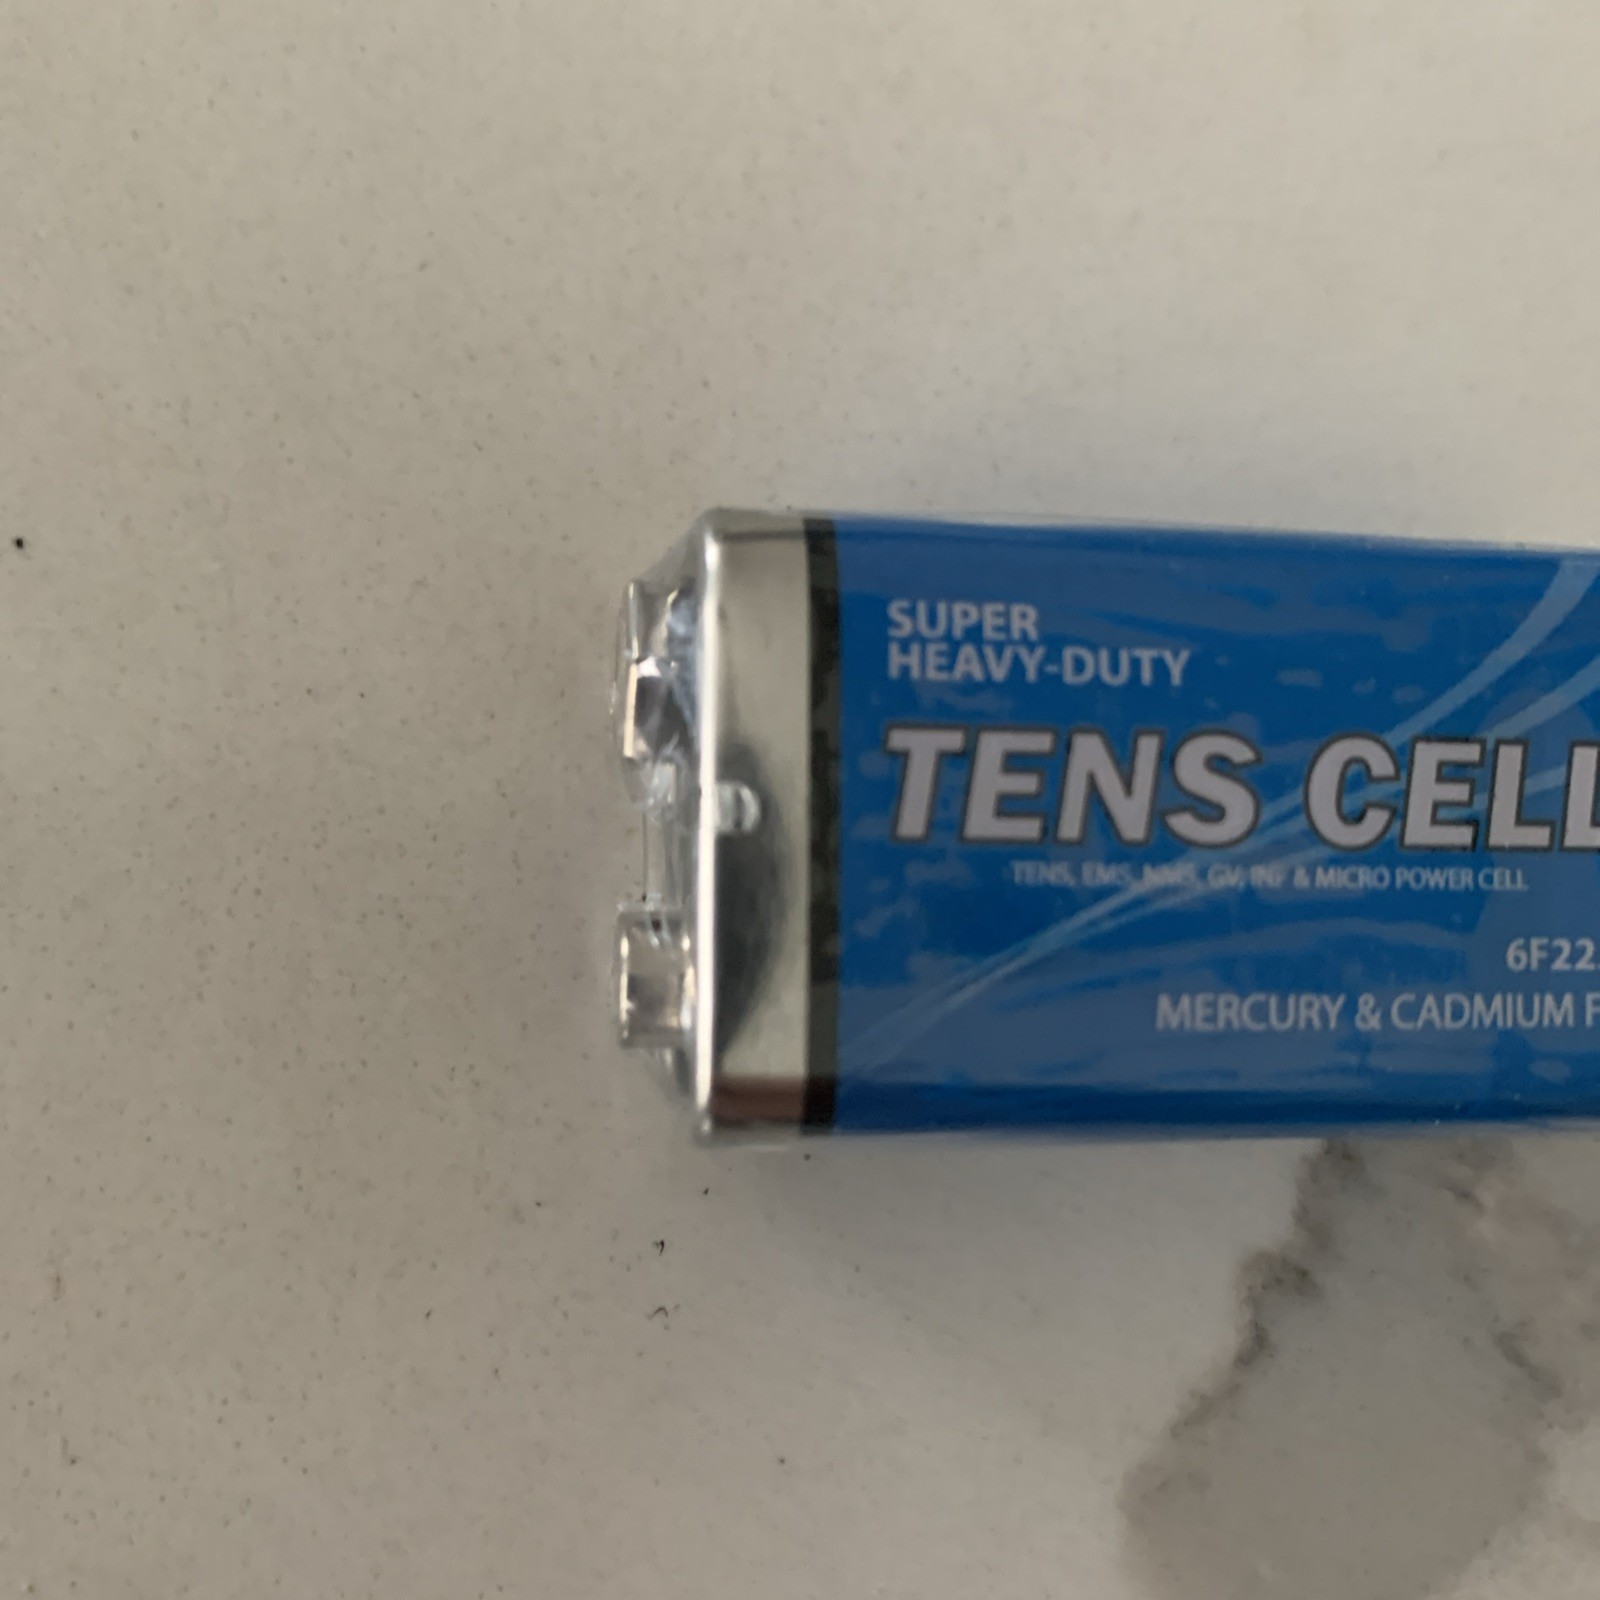 SUPER
HEAVY-DUTY
TENS CELL
TENS, EMS, NMS, GV, INF & MICRO POWER CELL
6F22
MERCURY & CADMIUM F